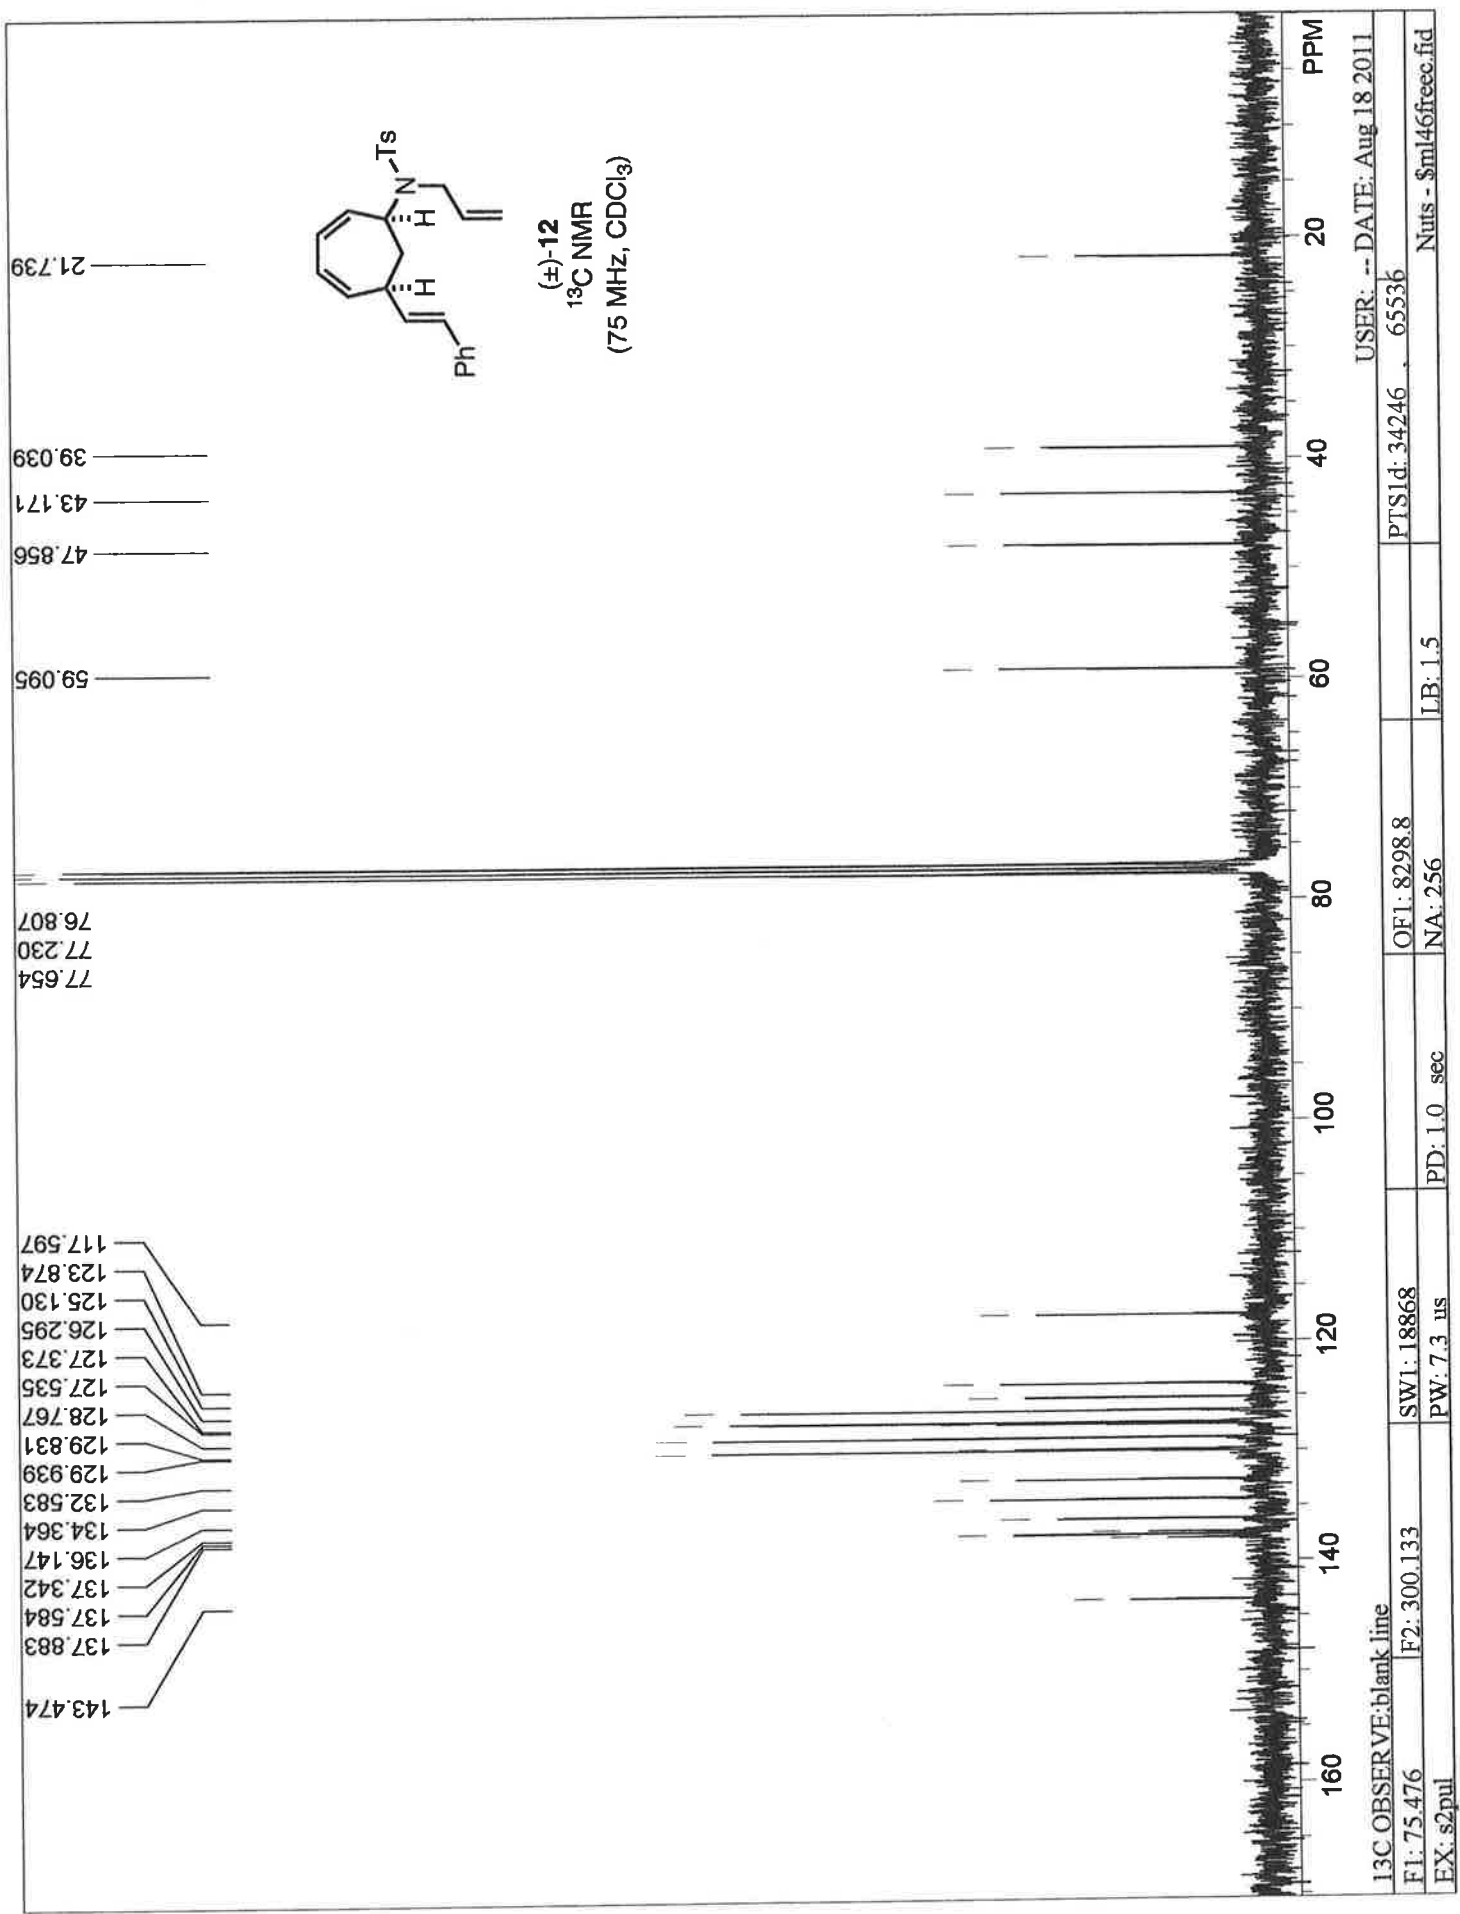 143.474
137.883
137.584
137.342
136.147
134.364
132.583
129.939
129.831
128.767
127.535
127.373
126.295
125.130
123.874
117.597
77.654
77.230
76.807
59.095
47.856
43.171
39.039
21.739
Ph
H
H
N
Ts
(±)-12
13C NMR
(75 MHz, CDCl3)
160 140 120 100 80 60 40 20 PPM
USER: -- DATE: Aug 18 2011
13C OBSERVE:blank line
F1: 75.476 F2: 300.133 SW1: 18868 OF1: 8298.8 PTS1d: 34246 , 65536
EX: s2pul PW: 7.3 us PD: 1.0 sec NA: 256 LB: 1.5 Nuts - $ml46freec.fid